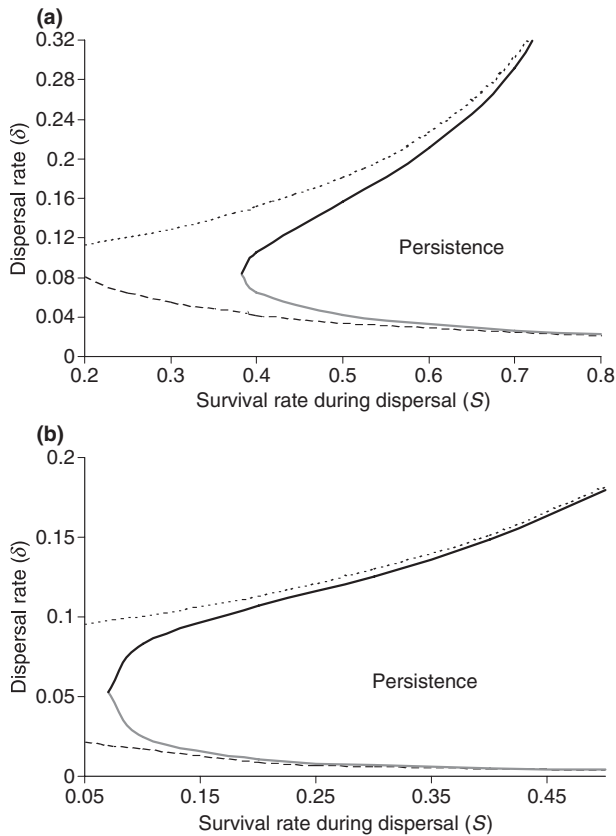 (a)
0.32
0.28
0.24
0.2
0.16
0.12
0.08
0.04
0
Dispersal rate (δ)
Persistence
0.2 0.3 0.4 0.5 0.6 0.7 0.8
Survival rate during dispersal (S)
(b)
0.2
0.15
0.1
0.05
0
Dispersal rate (δ)
Persistence
0.05 0.15 0.25 0.35 0.45
Survival rate during dispersal (S)